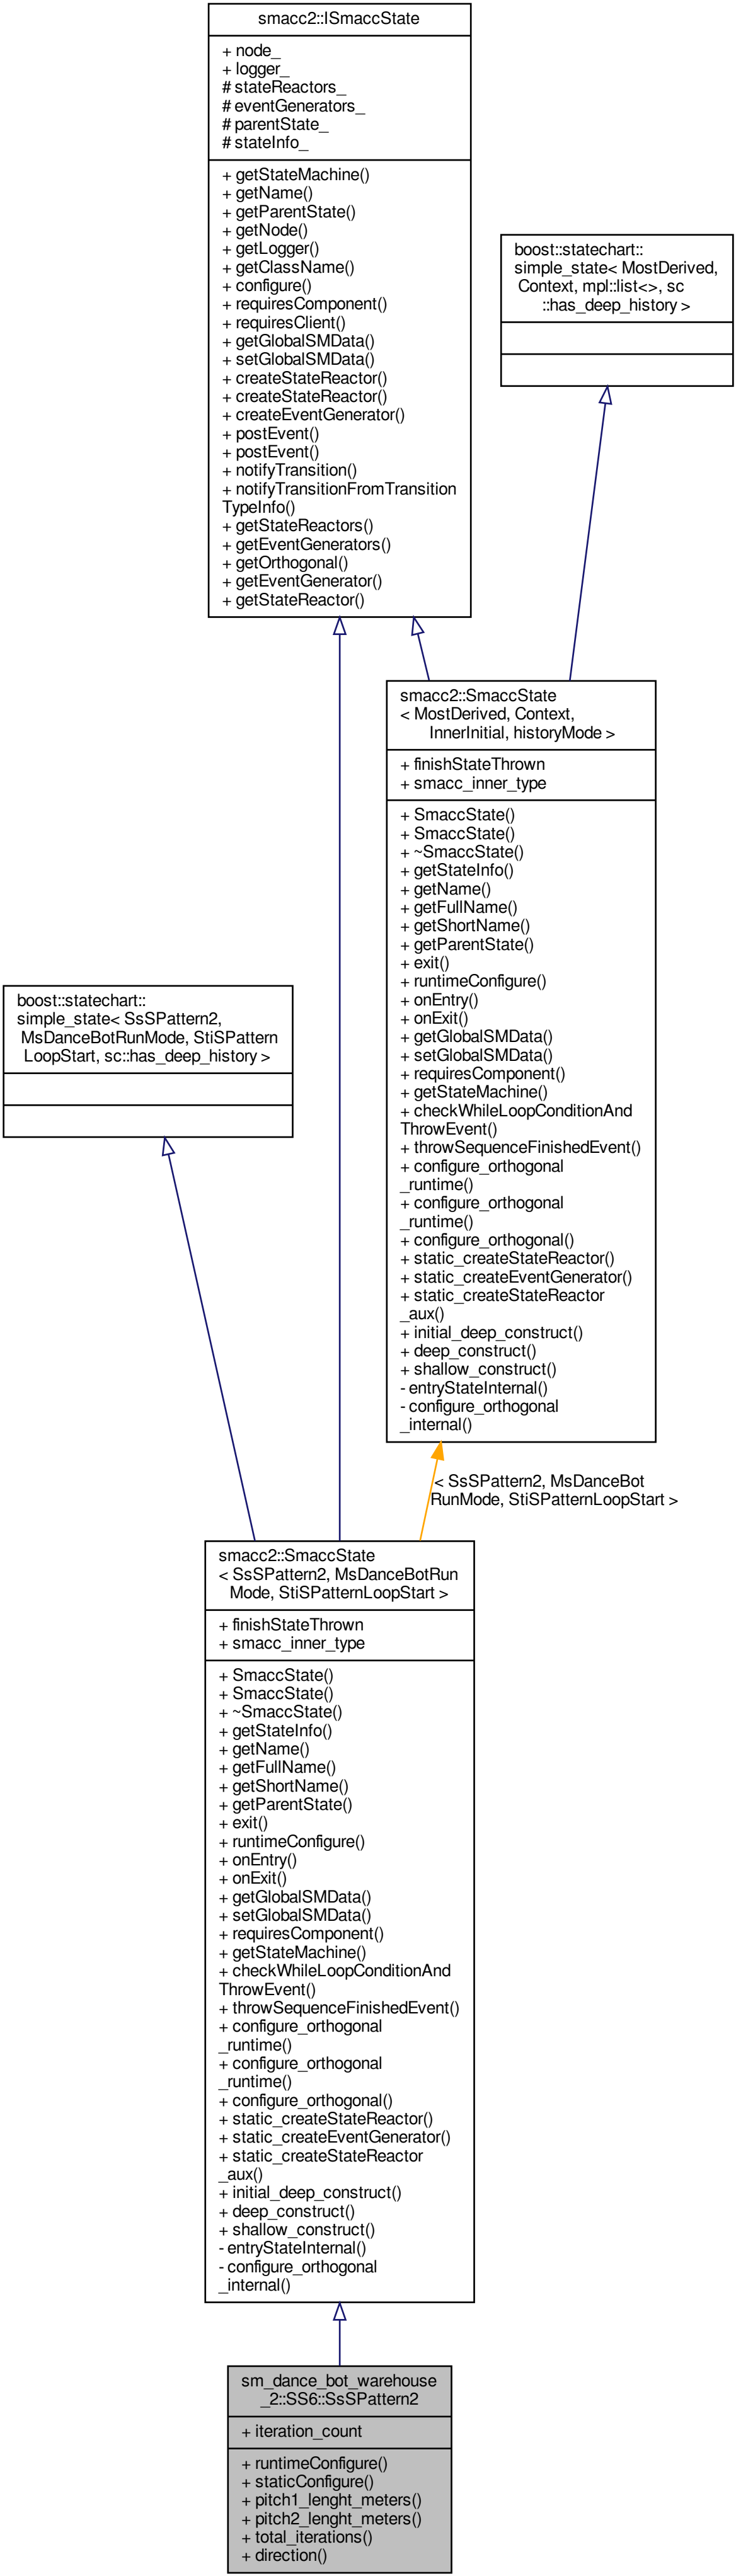 smacc2::ISmaccState
+ node_
+ logger_
# stateReactors_
# eventGenerators_
# parentState_
# stateInfo_
+ getStateMachine()
+ getName()
+ getParentState()
+ getNode()
+ getLogger()
+ getClassName()
+ configure()
+ requiresComponent()
+ requiresClient()
+ getGlobalSMData()
+ setGlobalSMData()
+ createStateReactor()
+ createStateReactor()
+ createEventGenerator()
+ postEvent()
+ postEvent()
+ notifyTransition()
+ notifyTransitionFromTransition
TypeInfo()
+ getStateReactors()
+ getEventGenerators()
+ getOrthogonal()
+ getEventGenerator()
+ getStateReactor()
boost::statechart::
simple_state< MostDerived,
Context, mpl::list<>, sc
::has_deep_history >
smacc2::SmaccState
< MostDerived, Context,
InnerInitial, historyMode >
+ finishStateThrown
+ smacc_inner_type
+ SmaccState()
+ SmaccState()
+ ~SmaccState()
+ getStateInfo()
+ getName()
+ getFullName()
+ getShortName()
+ getParentState()
+ exit()
+ runtimeConfigure()
+ onEntry()
+ onExit()
+ getGlobalSMData()
+ setGlobalSMData()
+ requiresComponent()
+ getStateMachine()
+ checkWhileLoopConditionAnd
ThrowEvent()
+ throwSequenceFinishedEvent()
+ configure_orthogonal
_runtime()
+ configure_orthogonal
_runtime()
+ configure_orthogonal()
+ static_createStateReactor()
+ static_createEventGenerator()
+ static_createStateReactor
_aux()
+ initial_deep_construct()
+ deep_construct()
+ shallow_construct()
- entryStateInternal()
- configure_orthogonal
_internal()
boost::statechart::
simple_state< SsSPattern2,
MsDanceBotRunMode, StiSPattern
LoopStart, sc::has_deep_history >
< SsSPattern2, MsDanceBot
RunMode, StiSPatternLoopStart >
smacc2::SmaccState
< SsSPattern2, MsDanceBotRun
Mode, StiSPatternLoopStart >
+ finishStateThrown
+ smacc_inner_type
+ SmaccState()
+ SmaccState()
+ ~SmaccState()
+ getStateInfo()
+ getName()
+ getFullName()
+ getShortName()
+ getParentState()
+ exit()
+ runtimeConfigure()
+ onEntry()
+ onExit()
+ getGlobalSMData()
+ setGlobalSMData()
+ requiresComponent()
+ getStateMachine()
+ checkWhileLoopConditionAnd
ThrowEvent()
+ throwSequenceFinishedEvent()
+ configure_orthogonal
_runtime()
+ configure_orthogonal
_runtime()
+ configure_orthogonal()
+ static_createStateReactor()
+ static_createEventGenerator()
+ static_createStateReactor
_aux()
+ initial_deep_construct()
+ deep_construct()
+ shallow_construct()
- entryStateInternal()
- configure_orthogonal
_internal()
sm_dance_bot_warehouse
_2::SS6::SsSPattern2
+ iteration_count
+ runtimeConfigure()
+ staticConfigure()
+ pitch1_lenght_meters()
+ pitch2_lenght_meters()
+ total_iterations()
+ direction()